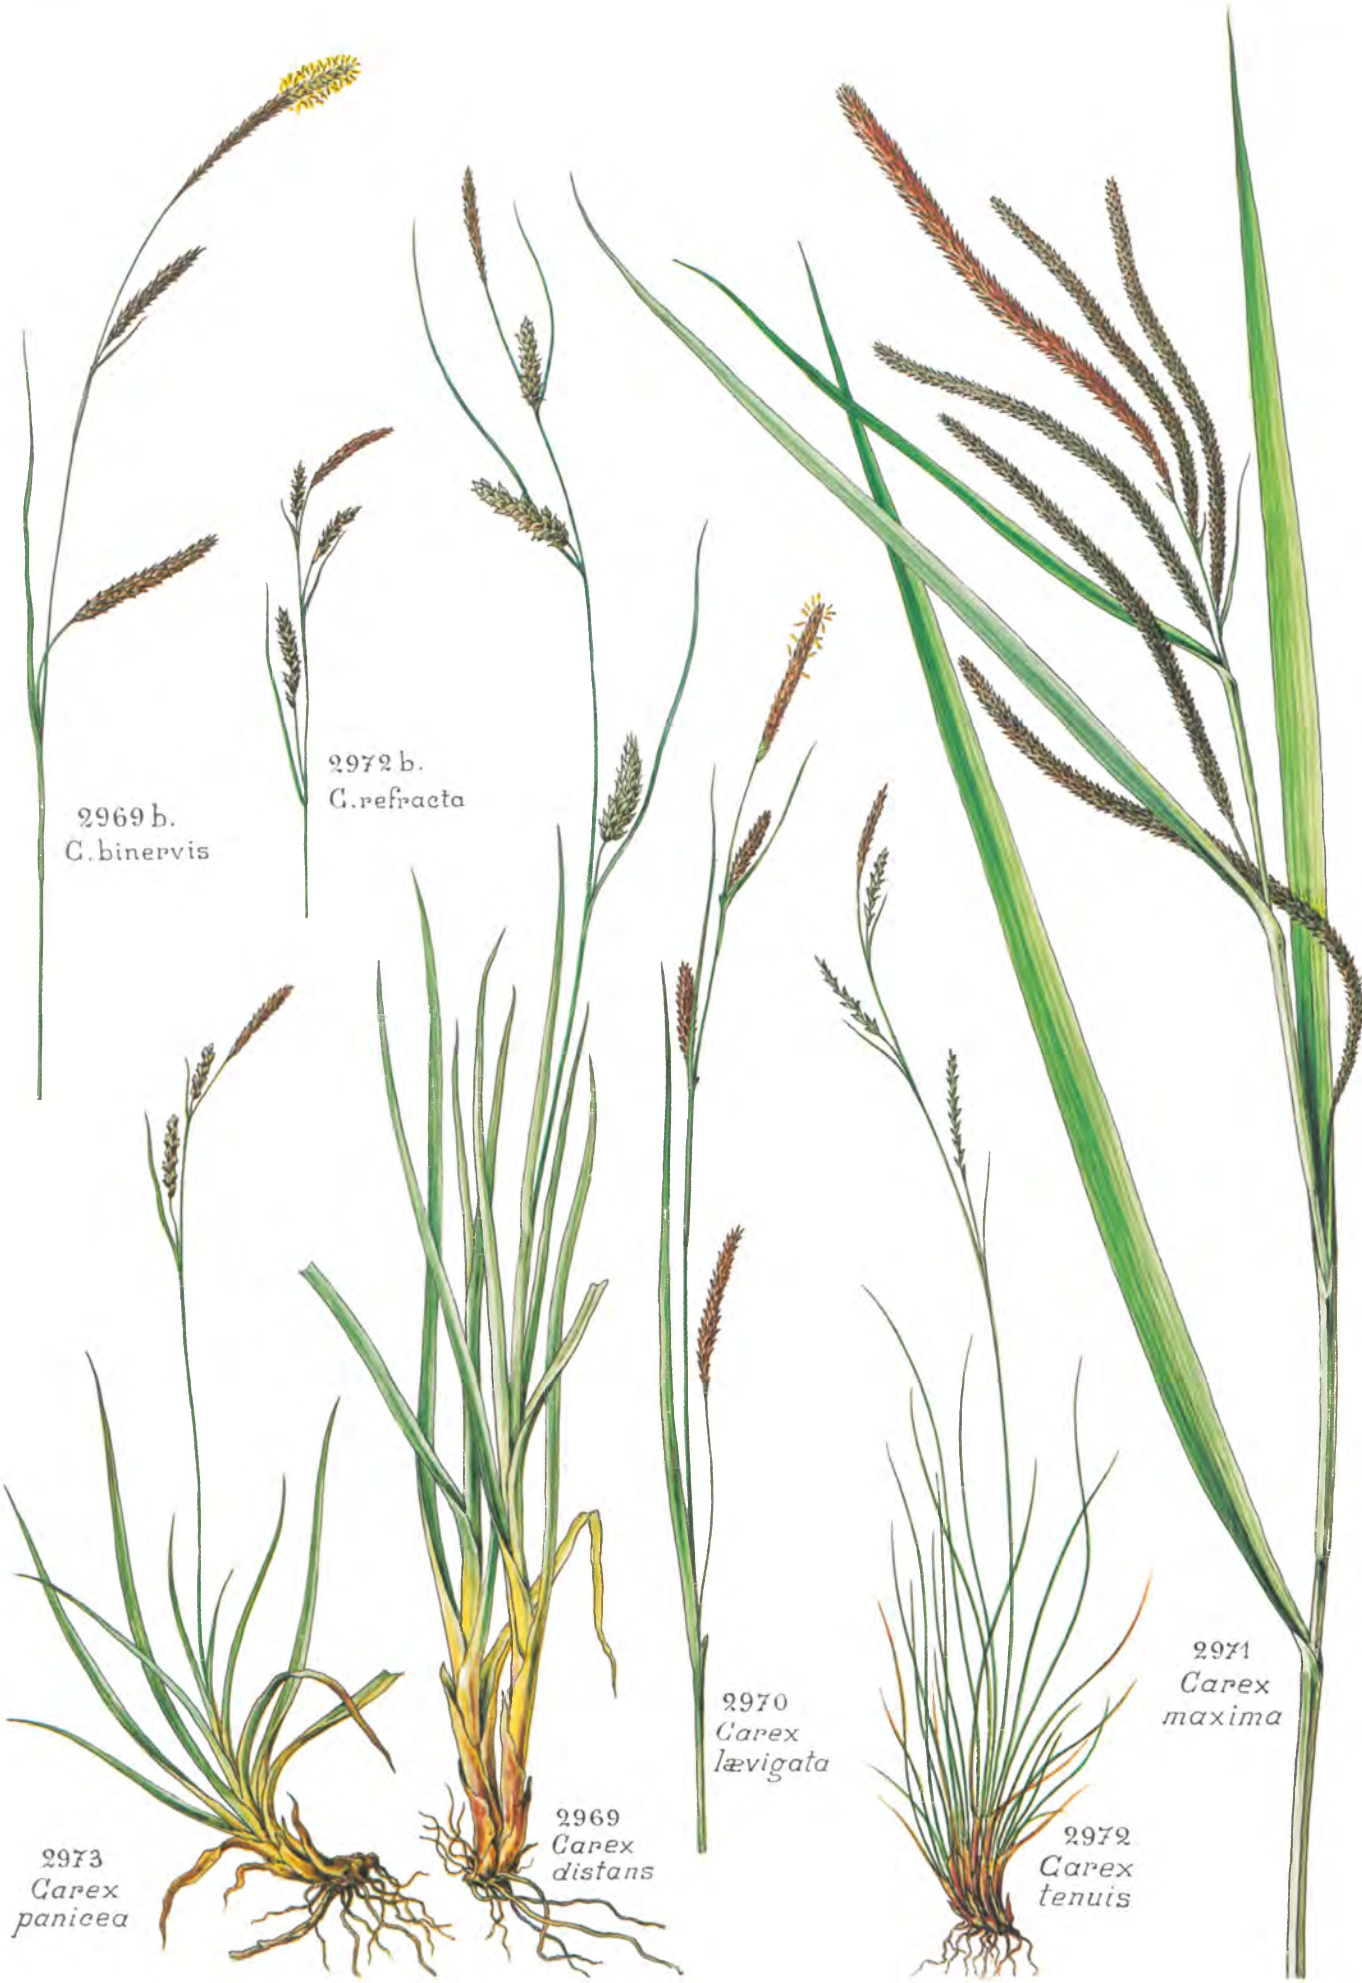 2969 b.
C. binervis
2972 b.
C. refracta
2973
Carex
panicea
2969
Carex
distans
2970
Carex
lævigata
2972
Carex
tenuis
2971
Carex
maxima